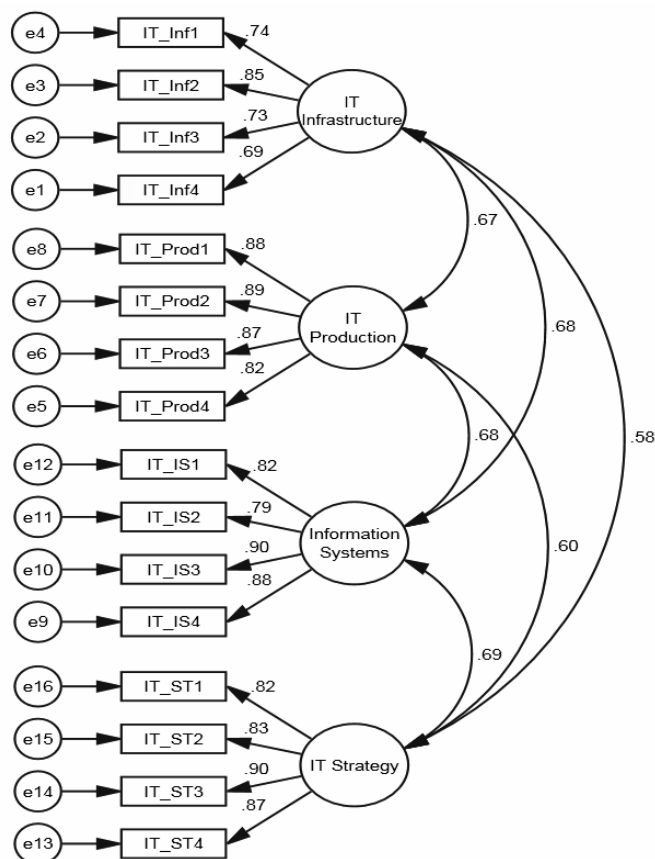 e4
IT_Inf1
.74
e3
IT_Inf2
.85
e2
IT_Inf3
.73
e1
IT_Inf4
.69
IT
Infrastructure
e8
IT_Prod1
.88
e7
IT_Prod2
.89
e6
IT_Prod3
.87
e5
IT_Prod4
.82
IT
Production
e12
IT_IS1
.82
e11
IT_IS2
.79
e10
IT_IS3
.90
e9
IT_IS4
.88
Information
Systems
e16
IT_ST1
.82
e15
IT_ST2
.83
e14
IT_ST3
.90
e13
IT_ST4
.87
IT Strategy
.67
.68
.58
.68
.60
.69